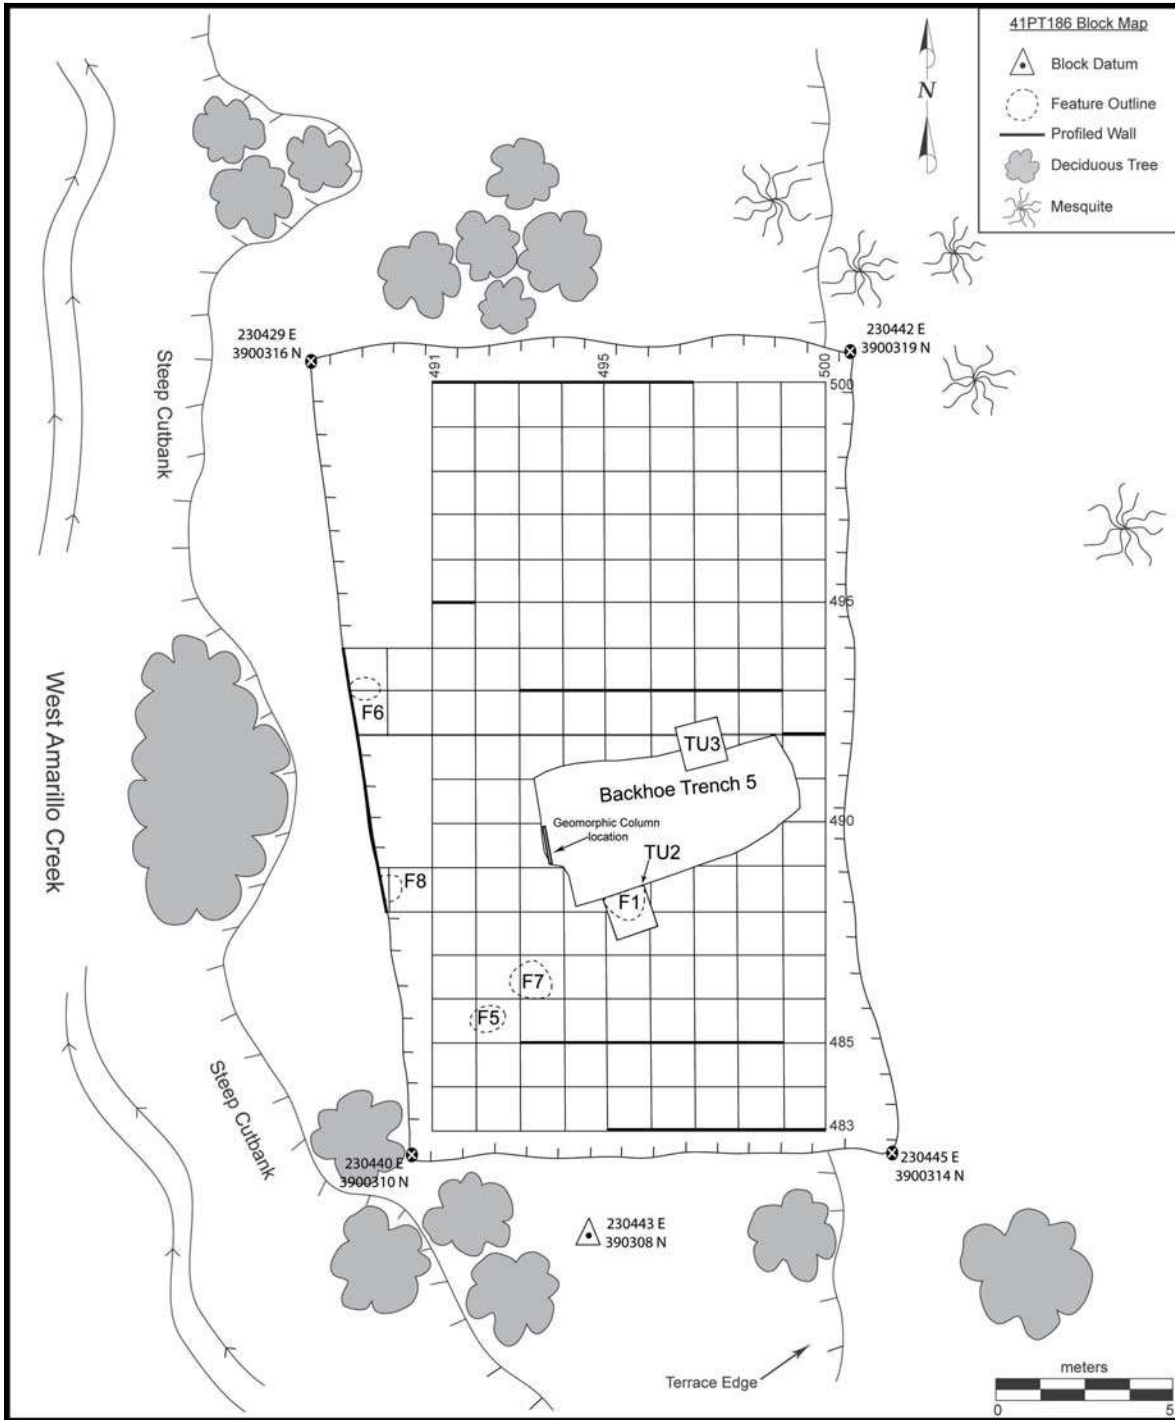 41PT186 Block Map
Block Datum
Feature Outline
Profiled Wall
Deciduous Tree
Mesquite
N
230429 E
3900316 N
230442 E
3900319 N
491
495
500
500
Steep Cutbank
495
F6
TU3
Backhoe Trench 5
West Amarillo Creek
490
Geomorphic Column
location
TU2
F8
F1
F7
F5
485
Steep Cutbank
483
230440 E
3900310 N
230445 E
3900314 N
230443 E
390308 N
Terrace Edge
meters
0 5